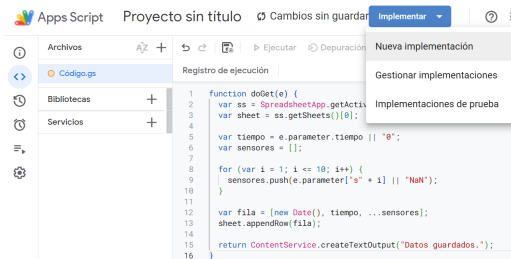 Apps Script Proyecto sin título Cambios sin guardar Implementar
Archivos
Ejecutar Depuración
Nueva implementación
Código.gs
Registro de ejecución
Gestionar implementaciones
Bibliotecas
Implementaciones de prueba
Servicios
1 function doGet(e) {
2 var ss = SpreadsheetApp.getActiv
3 var sheet = ss.getSheets()[0];
4
5 var tiempo = e.parameter.tiempo || "0";
6 var sensores = [];
7
8 for (var i = 1; i <= 10; i++) {
9 sensores.push(e.parameter["s" + i] || "NaN");
10 }
11
12 var fila = [new Date(), tiempo, ...sensores];
13 sheet.appendRow(fila);
14
15 return ContentService.createTextOutput("Datos guardados.");
16 }